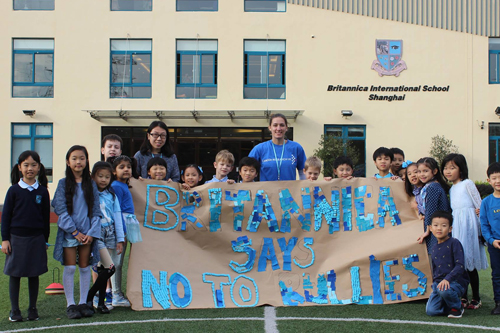 Britannica International School
Shanghai
BRITANNICA
SAYS
NO TO BULLIES.